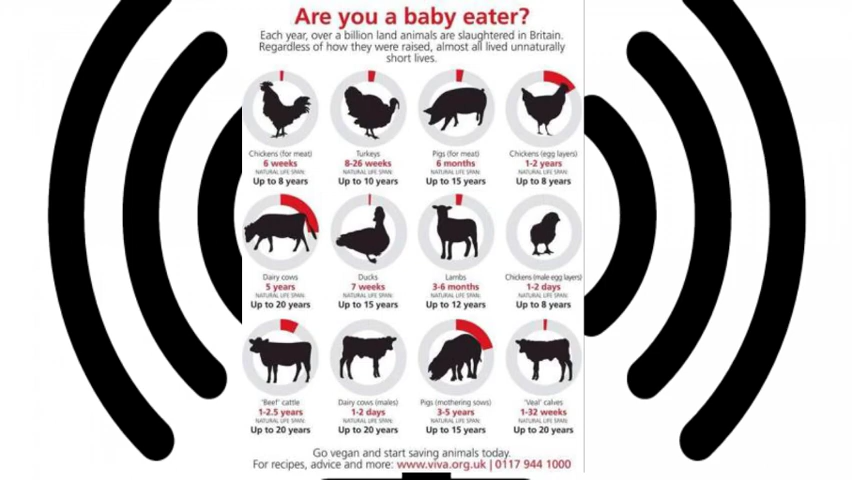 Are you a baby eater?
Each year, over a billion land animals are slaughtered in Britain.
Regardless of how they were raised, almost all lived unnaturally
short lives.
Chickens (for meat)
6 weeks
NATURAL LIFE SPAN:
Up to 8 years
Turkeys
8-26 weeks
NATURAL LIFE SPAN:
Up to 10 years
Pigs (for meat)
6 months
NATURAL LIFE SPAN:
Up to 15 years
Chickens (egg layers)
1-2 years
NATURAL LIFE SPAN:
Up to 8 years
Dairy cows
5 years
NATURAL LIFE SPAN:
Up to 20 years
Ducks
7 weeks
NATURAL LIFE SPAN:
Up to 15 years
Lambs
3-6 months
NATURAL LIFE SPAN:
Up to 12 years
Chickens (male egg layers)
1-2 days
NATURAL LIFE SPAN:
Up to 8 years
'Beef' cattle
1-2.5 years
NATURAL LIFE SPAN:
Up to 20 years
Dairy cows (males)
1-2 days
NATURAL LIFE SPAN:
Up to 20 years
Pigs (mothering sows)
3-5 years
NATURAL LIFE SPAN:
Up to 15 years
'Veal' calves
1-32 weeks
NATURAL LIFE SPAN:
Up to 20 years
Go vegan and start saving animals today.
For recipes, advice and more: www.viva.org.uk | 0117 944 1000